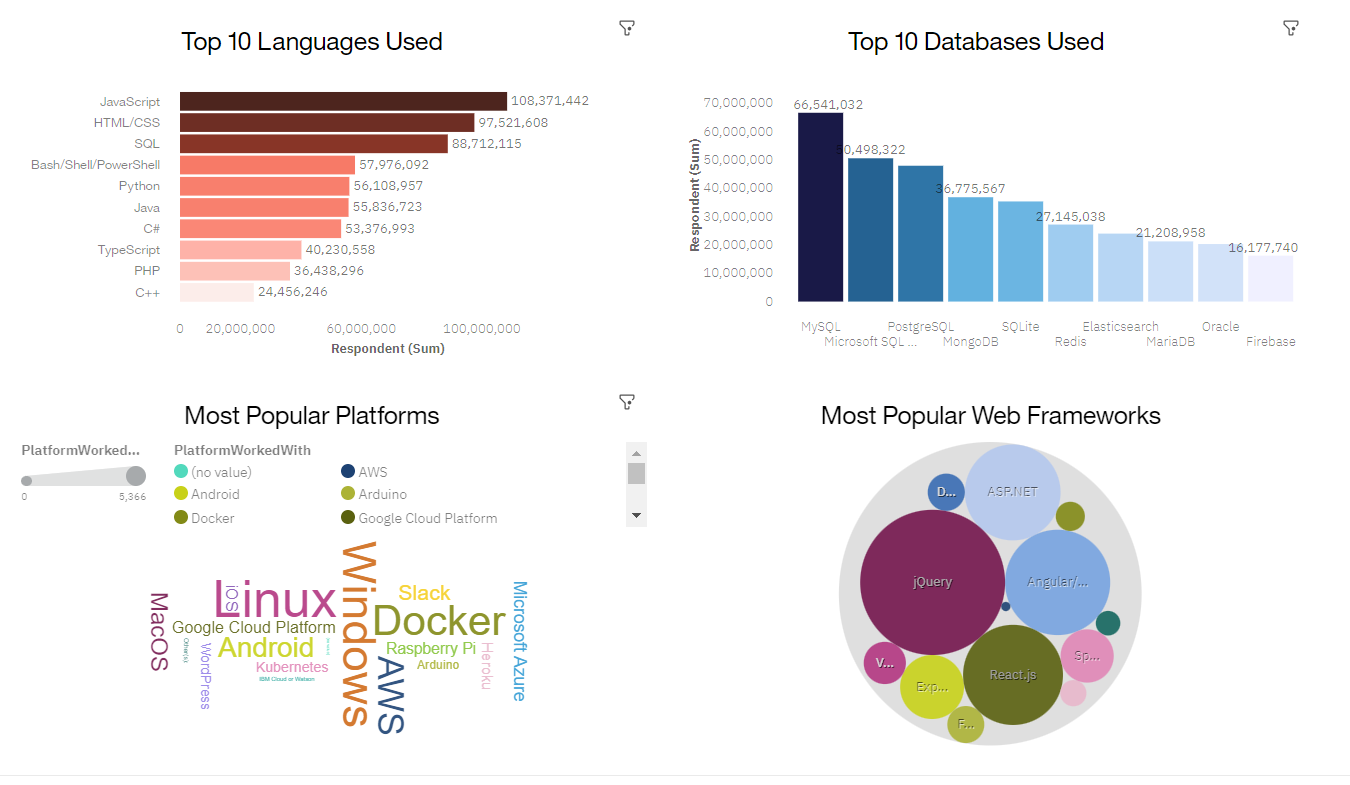 Top 10 Languages Used
JavaScript 108,371,442
HTML/CSS 97,521,608
SQL 88,712,115
Bash/Shell/PowerShell 57,976,092
Python 56,108,957
Java 55,836,723
C# 53,376,993
TypeScript 40,230,558
PHP 36,438,296
C++ 24,456,246
0 20,000,000 60,000,000 100,000,000
Respondent (Sum)
Top 10 Databases Used
Respondent (Sum)
70,000,000
60,000,000
50,000,000
40,000,000
30,000,000
20,000,000
10,000,000
0
66,541,032
50,498,322
36,775,567
27,145,038
21,208,958
16,177,740
MySQL PostgreSQL SQLite Elasticsearch Oracle
Microsoft SQL ... MongoDB Redis MariaDB Firebase
Most Popular Platforms
PlatformWorked...
0 5,366
PlatformWorkedWith
(no value) AWS
Android Arduino
Docker Google Cloud Platform
Windows
Linux
iOS
Slack
Docker
MacOS
Google Cloud Platform
Android
Kubernetes
IBM Cloud or Watson
WordPress
Other(s)
Raspberry Pi
Arduino
AWS
Heroku
Microsoft Azure
Most Popular Web Frameworks
D...
ASP.NET
jQuery
Angular/...
V...
Exp...
React.js
Sp...
F...